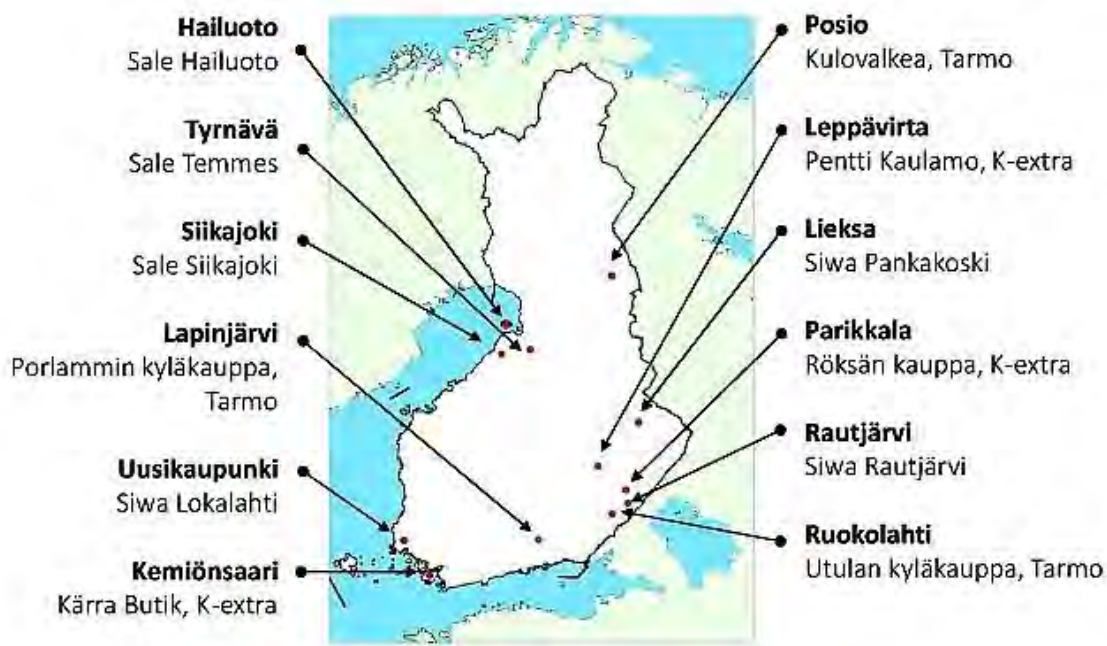 Hailuoto
Sale Hailuoto
Tyrnävä
Sale Temmes
Siikajoki
Sale Siikajoki
Lapinjärvi
Porlammin kyläkauppa,
Tarmo
Uusikaupunki
Siwa Lokalahti
Kemiönsaari
Kärra Butik, K-extra
Posio
Kulovalkea, Tarmo
Leppävirta
Pentti Kaulamo, K-extra
Lieksa
Siwa Pankakoski
Parikkala
Röksän kauppa, K-extra
Rautjärvi
Siwa Rautjärvi
Ruokolahti
Utulan kyläkauppa, Tarmo